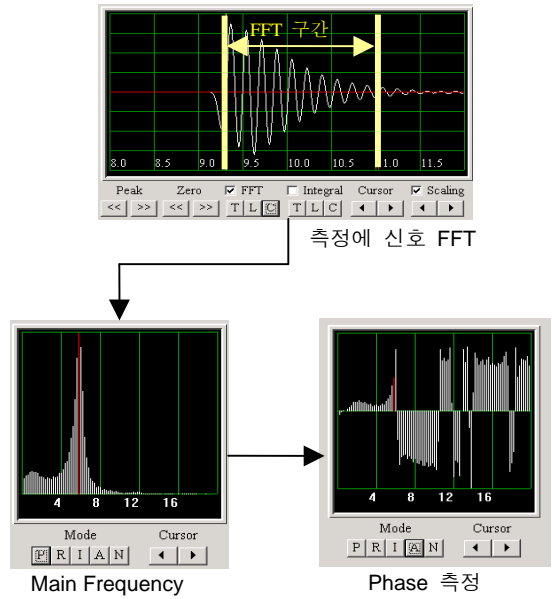 FFT 구간
8.0 8.5 9.0 9.5 10.0 10.5 11.0 11.5
Peak Zero FFT Integral Cursor Scaling
<< >> << >> T L C T L C
측정에 신호 FFT
4 8 12 16
Mode Cursor
P R I A N
Main Frequency
4 8 12 16
Mode Cursor
P R I A N
Phase 측정